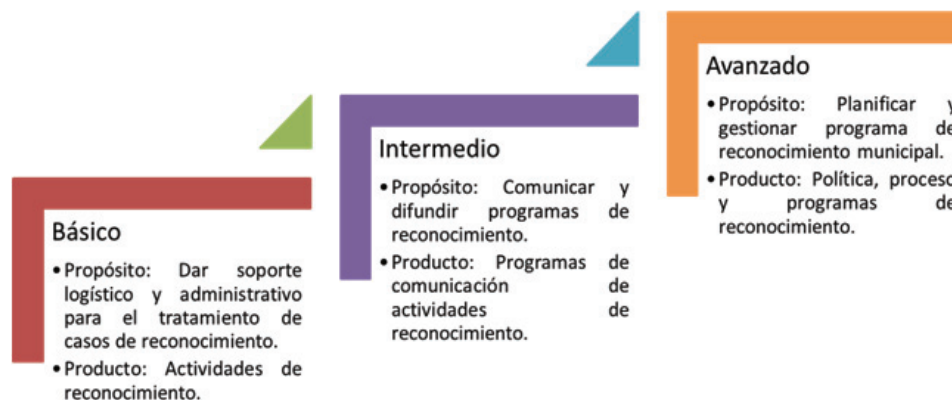 Básico
•Propósito: Dar soporte
logístico y administrativo
para el tratamiento de
casos de reconocimiento.
•Producto: Actividades de
reconocimiento.
Intermedio
•Propósito: Comunicar y
difundir programas de
reconocimiento.
•Producto: Programas de
comunicación de
actividades de
reconocimiento.
Avanzado
•Propósito: Planificar y
gestionar programa de
reconocimiento municipal.
•Producto: Política, proceso
y programas de
reconocimiento.